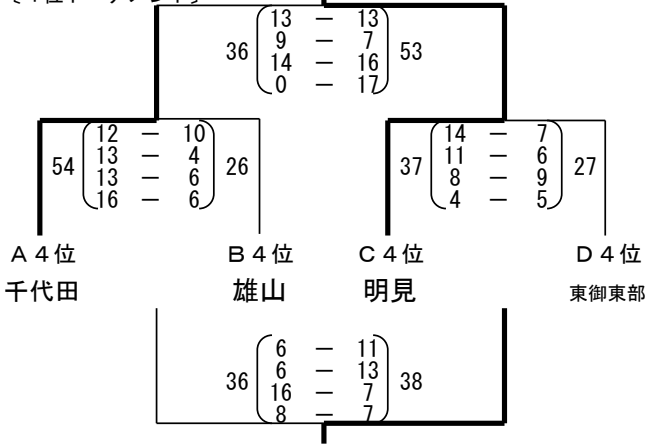 〔4位トーナメント〕
36 13 － 13 53
9 － 7
14 － 16
0 － 17
54 12 － 10 26
13 － 4
13 － 6
16 － 6
37 14 － 7 27
11 － 6
8 － 9
4 － 5
A４位 B４位 C４位 D４位
千代田 雄山 明見 東御東部
36 6 － 11 38
6 － 13
16 － 7
8 － 7